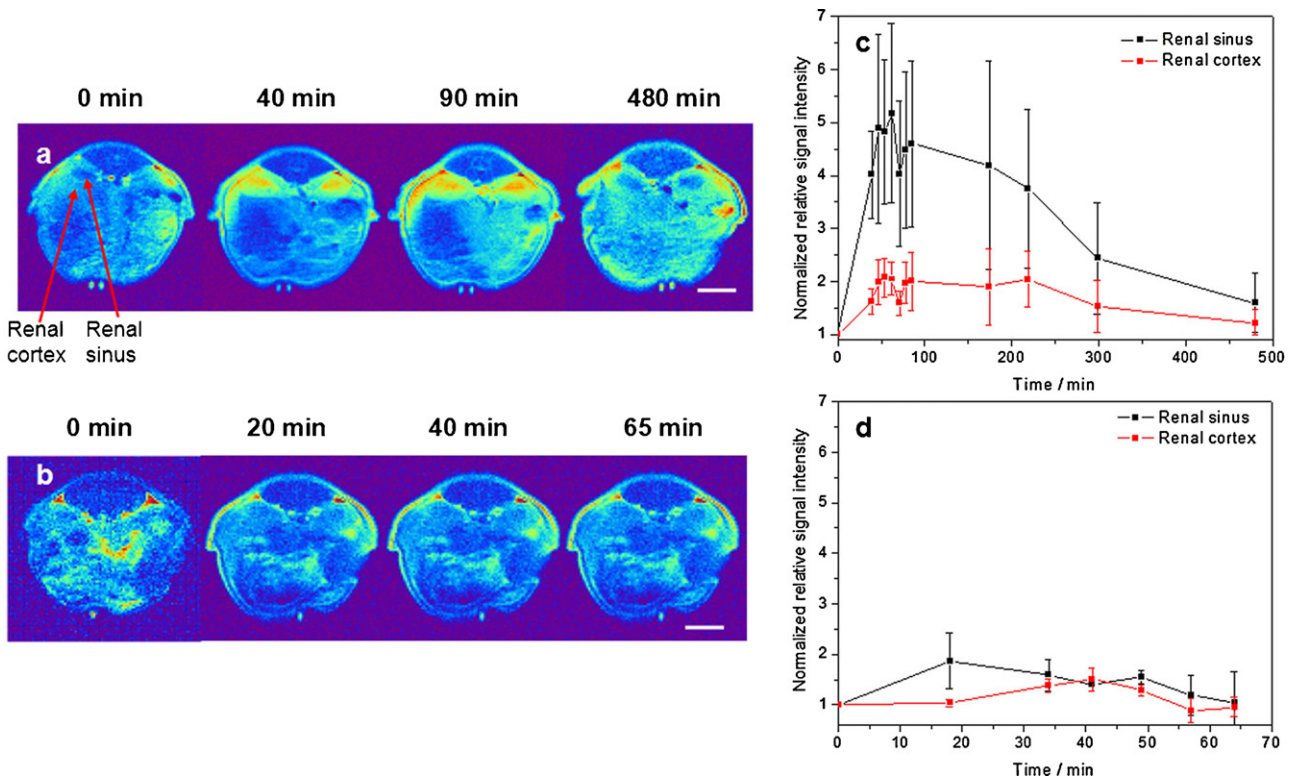 0 min 40 min 90 min 480 min
a
Renal cortex
Renal sinus
0 min 20 min 40 min 65 min
b
c
Renal sinus
Renal cortex
Normalized relative signal intensity
7
6
5
4
3
2
1
0 100 200 300 400 500
Time / min
d
Renal sinus
Renal cortex
Normalized relative signal intensity
7
6
5
4
3
2
1
0 10 20 30 40 50 60 70
Time / min